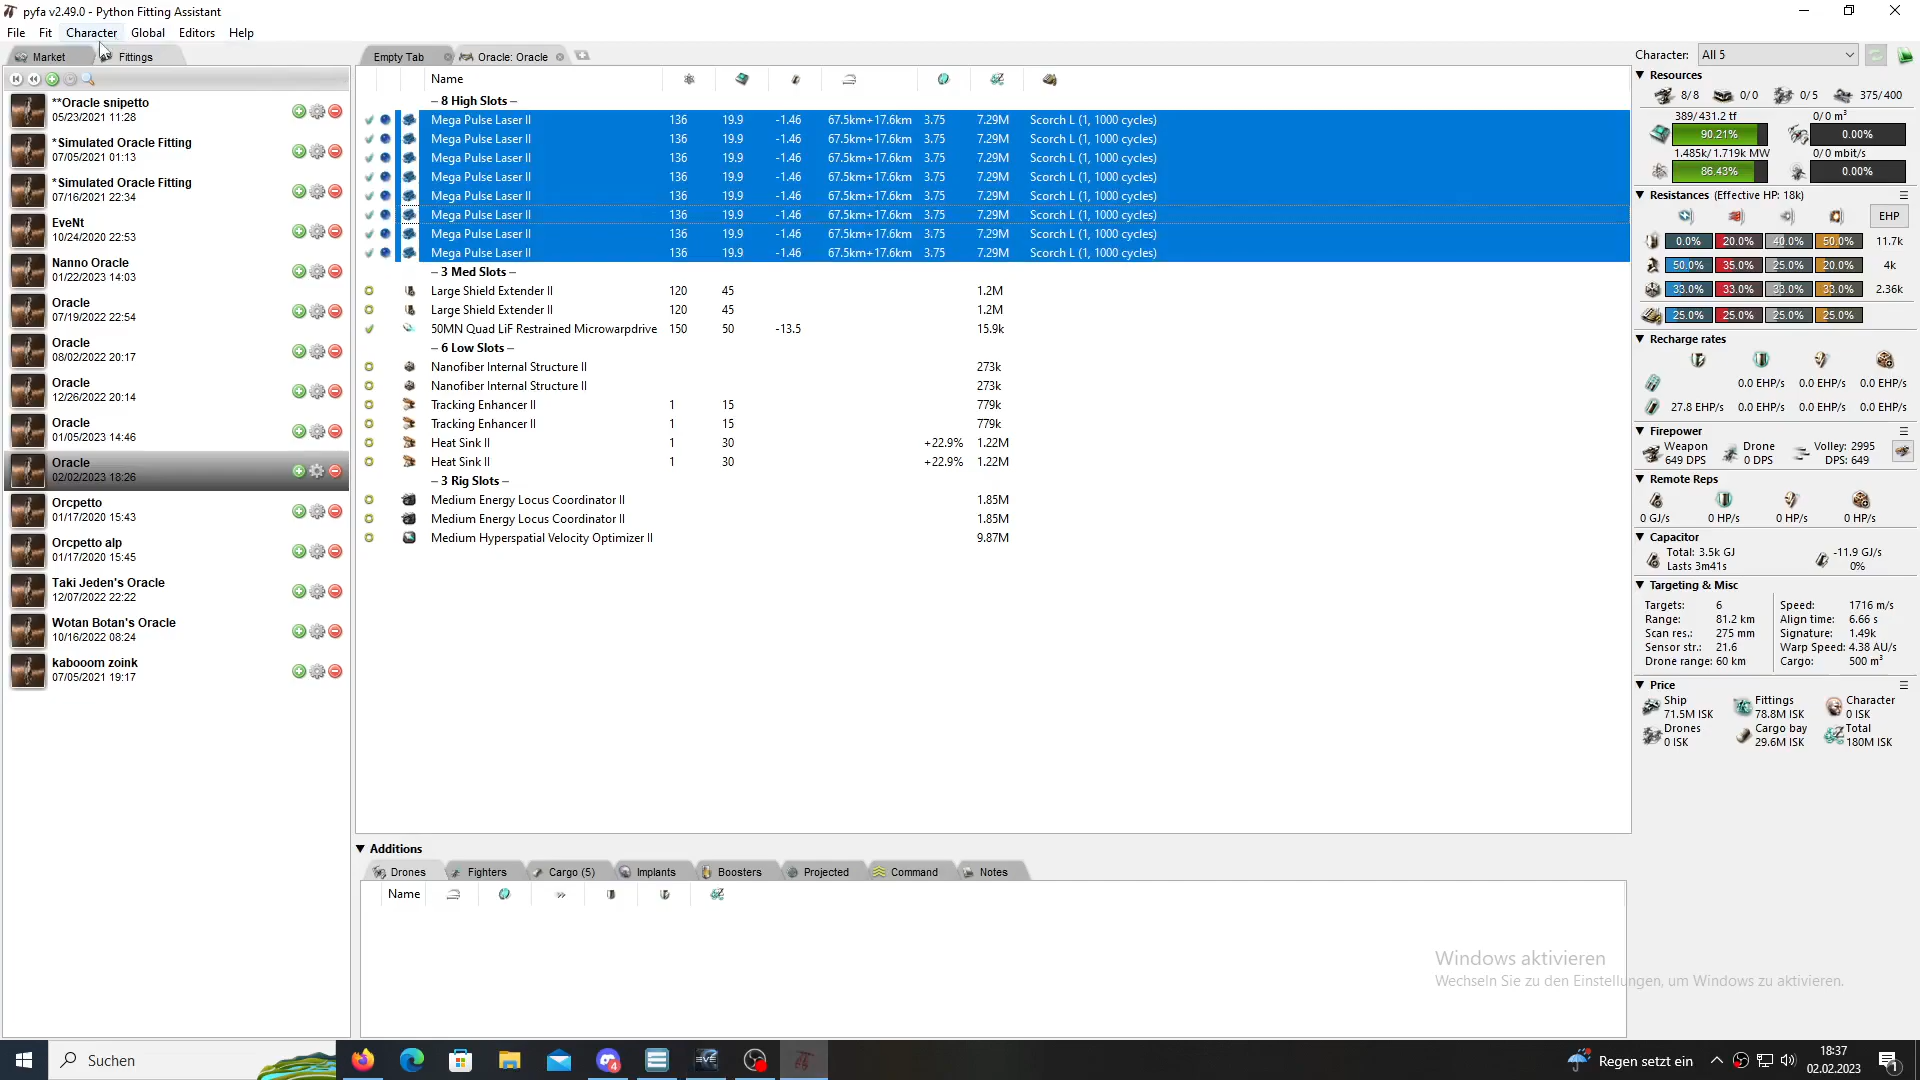 pyfa v2.49.0 - Python Fitting Assistant
File Fit Character Global Editors Help
Market Fittings
**Oracle snipetto
05/23/2021 11:28
*Simulated Oracle Fitting
07/05/2021 01:13
*Simulated Oracle Fitting
07/16/2021 22:34
EveNt
10/24/2020 22:53
Nanno Oracle
01/22/2023 14:03
Oracle
07/19/2022 22:54
Oracle
08/02/2022 20:17
Oracle
12/26/2022 20:14
Oracle
01/05/2023 14:46
Oracle
02/02/2023 18:26
Orcpetto
01/17/2020 15:43
Orcpetto alp
01/17/2020 15:45
Taki Jeden's Oracle
12/07/2022 22:22
Wotan Botan's Oracle
10/16/2022 08:24
kabooom zoink
07/05/2021 19:17
Empty Tab Oracle: Oracle
Name
– 8 High Slots –
Mega Pulse Laser II 136 19.9 -1.46 67.5km+17.6km 3.75 7.29M Scorch L (1, 1000 cycles)
Mega Pulse Laser II 136 19.9 -1.46 67.5km+17.6km 3.75 7.29M Scorch L (1, 1000 cycles)
Mega Pulse Laser II 136 19.9 -1.46 67.5km+17.6km 3.75 7.29M Scorch L (1, 1000 cycles)
Mega Pulse Laser II 136 19.9 -1.46 67.5km+17.6km 3.75 7.29M Scorch L (1, 1000 cycles)
Mega Pulse Laser II 136 19.9 -1.46 67.5km+17.6km 3.75 7.29M Scorch L (1, 1000 cycles)
Mega Pulse Laser II 136 19.9 -1.46 67.5km+17.6km 3.75 7.29M Scorch L (1, 1000 cycles)
Mega Pulse Laser II 136 19.9 -1.46 67.5km+17.6km 3.75 7.29M Scorch L (1, 1000 cycles)
Mega Pulse Laser II 136 19.9 -1.46 67.5km+17.6km 3.75 7.29M Scorch L (1, 1000 cycles)
– 3 Med Slots –
Large Shield Extender II 120 45 1.2M
Large Shield Extender II 120 45 1.2M
50MN Quad LiF Restrained Microwarpdrive 150 50 -13.5 15.9k
– 6 Low Slots –
Nanofiber Internal Structure II 273k
Nanofiber Internal Structure II 273k
Tracking Enhancer II 1 15 779k
Tracking Enhancer II 1 15 779k
Heat Sink II 1 30 +22.9% 1.22M
Heat Sink II 1 30 +22.9% 1.22M
– 3 Rig Slots –
Medium Energy Locus Coordinator II 1.85M
Medium Energy Locus Coordinator II 1.85M
Medium Hyperspatial Velocity Optimizer II 9.87M
Additions
Drones Fighters Cargo (5) Implants Boosters Projected Command Notes
Name
Character: All 5
Resources
8/8 0/0 0/5 375/400
389/431.2 tf 0/0 m³
90.21% 0.00%
1.485k/1.719k MW 0/0 mbit/s
86.43% 0.00%
Resistances (Effective HP: 18k)
EHP
0.0% 20.0% 40.0% 50.0% 11.7k
50.0% 35.0% 25.0% 20.0% 4k
33.0% 33.0% 33.0% 33.0% 2.36k
25.0% 25.0% 25.0% 25.0%
Recharge rates
0.0 EHP/s 0.0 EHP/s 0.0 EHP/s
27.8 EHP/s 0.0 EHP/s 0.0 EHP/s 0.0 EHP/s
Firepower
Weapon Drone Volley: 2995
649 DPS 0 DPS DPS: 649
Remote Reps
0 GJ/s 0 HP/s 0 HP/s 0 HP/s
Capacitor
Total: 3.5k GJ -11.9 GJ/s
Lasts 3m41s 0%
Targeting & Misc
Targets: 6 Speed: 1716 m/s
Range: 81.2 km Align time: 6.66 s
Scan res.: 275 mm Signature: 1.49k
Sensor str.: 21.6 Warp Speed: 4.38 AU/s
Drone range: 60 km Cargo: 500 m³
Price
Ship Fittings Character
71.5M ISK 78.8M ISK 0 ISK
Drones Cargo bay Total
0 ISK 29.6M ISK 180M ISK
Windows aktivieren
Wechseln Sie zu den Einstellungen, um Windows zu aktivieren.
Suchen
4
EVE
Regen setzt ein
18:37
02.02.2023
1